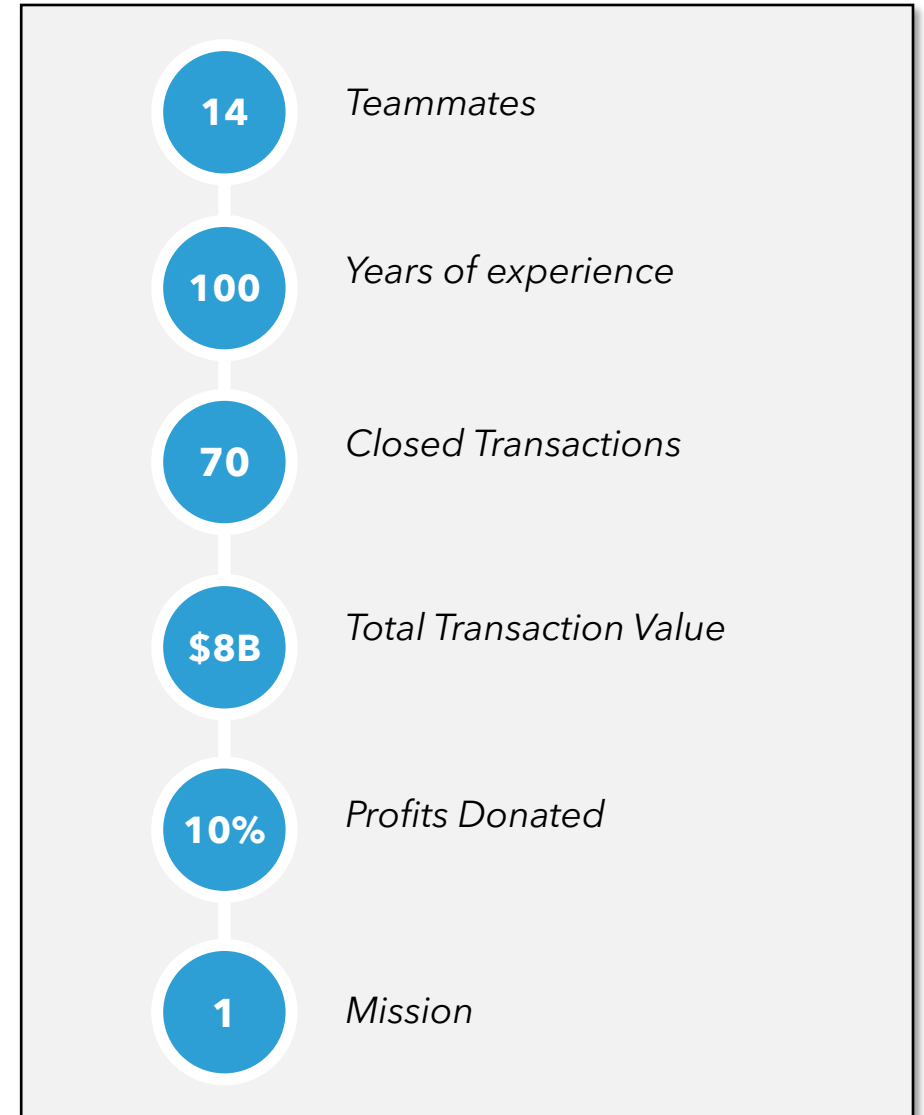 14 Teammates
100 Years of experience
70 Closed Transactions
$8B Total Transaction Value
10% Profits Donated
1 Mission